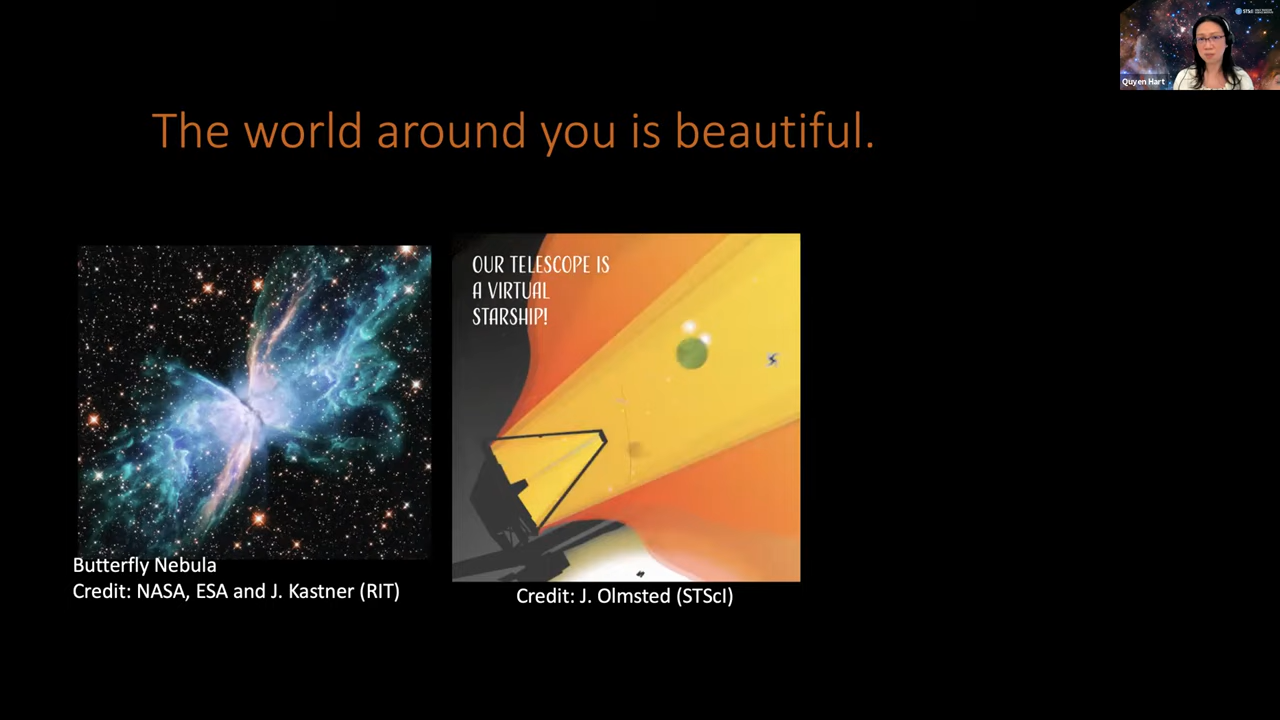 The world around you is beautiful.
Quyen Hart
OUR TELESCOPE IS
A VIRTUAL
STARSHIP!
Butterfly Nebula
Credit: NASA, ESA and J. Kastner (RIT)
Credit: J. Olmsted (STScI)